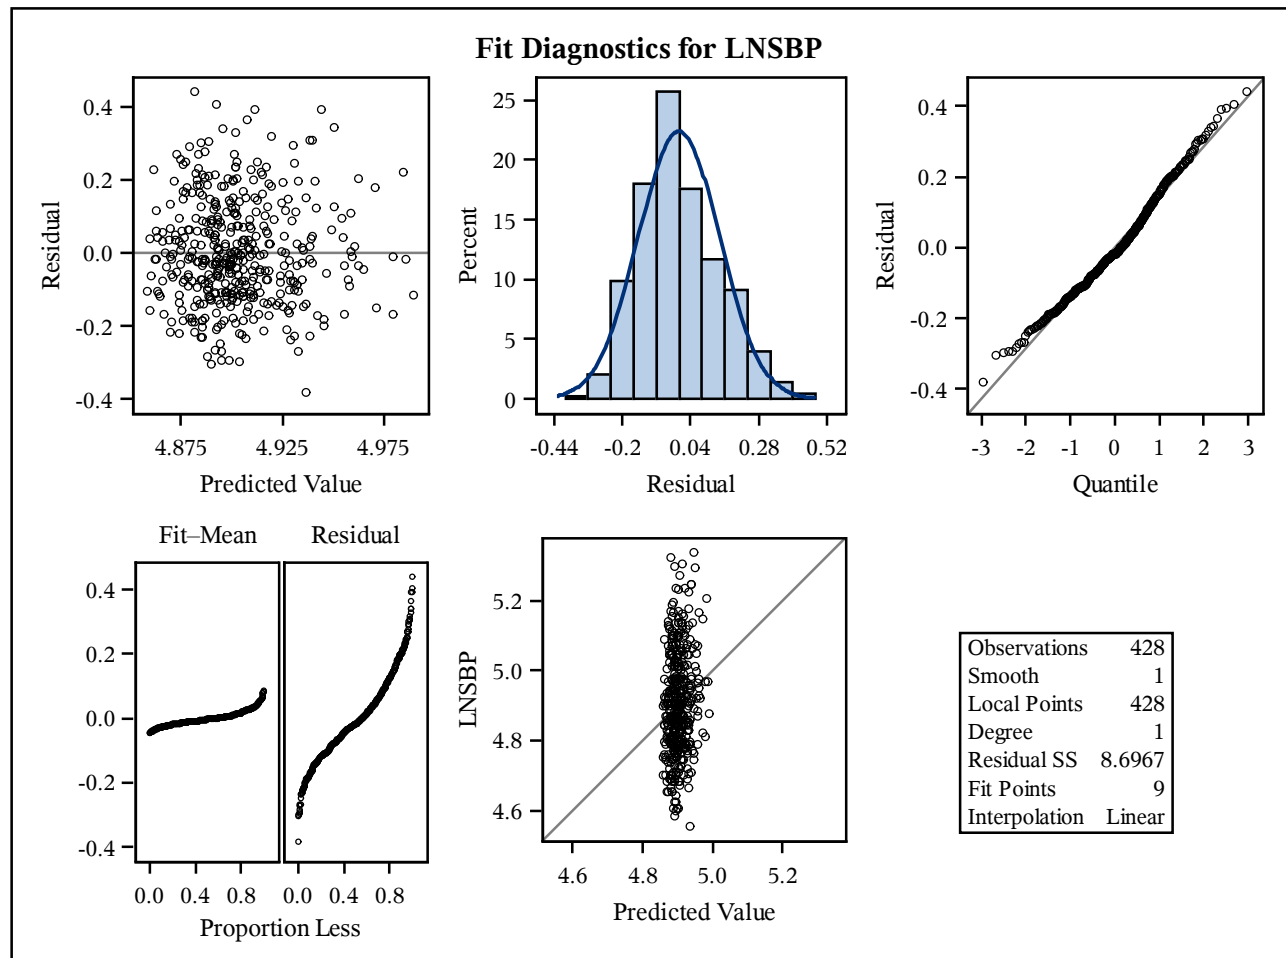 Fit Diagnostics for LNSBP
0.4
0.2
0.0
-0.2
-0.4
Residual
4.875 4.925 4.975
Predicted Value
25
20
15
10
5
0
Percent
-0.44 -0.2 0.04 0.28 0.52
Residual
0.4
0.2
0.0
-0.2
-0.4
Residual
-3 -2 -1 0 1 2 3
Quantile
Fit–Mean Residual
0.4
0.2
0.0
-0.2
-0.4
0.0 0.4 0.8 0.0 0.4 0.8
Proportion Less
5.2
5.0
4.8
4.6
LNSBP
4.6 4.8 5.0 5.2
Predicted Value
Observations 428
Smooth 1
Local Points 428
Degree 1
Residual SS 8.6967
Fit Points 9
Interpolation Linear